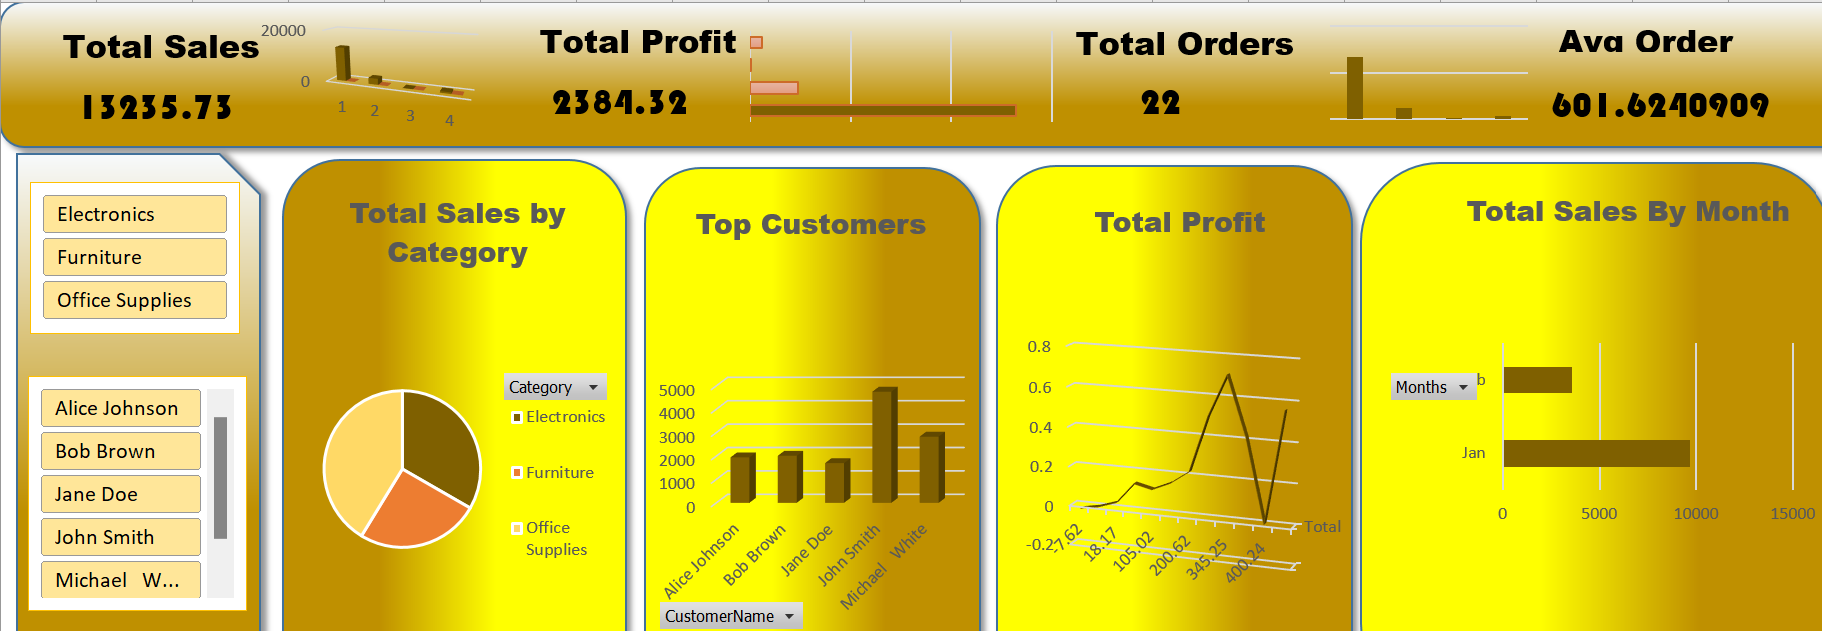 Total Sales
13235.73
20000
0
1
2
3
4
Total Profit
2384.32
Total Orders
22
Avg Order
601.6240909
Electronics
Furniture
Office Supplies
Alice Johnson
Bob Brown
Jane Doe
John Smith
Michael W...
Total Sales by
Category
Category
Electronics
Furniture
Office
Supplies
Top Customers
5000
4000
3000
2000
1000
0
Alice Johnson
Bob Brown
Jane Doe
John Smith
Michael White
CustomerName
Total Profit
0.8
0.6
0.4
0.2
0
-0.2
-7.62
18.17
105.02
200.62
345.25
400.24
Total
Total Sales By Month
Months
b
Jan
0
5000
10000
15000